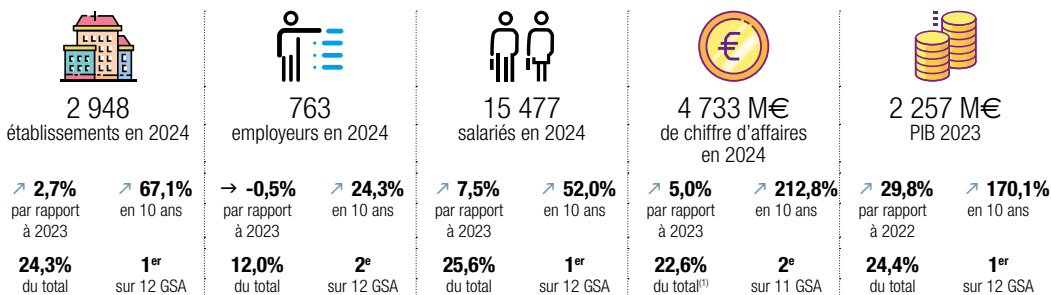 2 948
établissements en 2024
↗ 2,7%
par rapport
à 2023
↗ 67,1%
en 10 ans
24,3%
du total
1er
sur 12 GSA
763
employeurs en 2024
→ -0,5%
par rapport
à 2023
↗ 24,3%
en 10 ans
12,0%
du total
2e
sur 12 GSA
15 477
salariés en 2024
↗ 7,5%
par rapport
à 2023
↗ 52,0%
en 10 ans
25,6%
du total
1er
sur 12 GSA
4 733 M€
de chiffre d’affaires
en 2024
↗ 5,0%
par rapport
à 2023
↗ 212,8%
en 10 ans
22,6%
du total(1)
2e
sur 11 GSA
2 257 M€
PIB 2023
↗ 29,8%
par rapport
à 2022
↗ 170,1%
en 10 ans
24,4%
du total
1er
sur 12 GSA